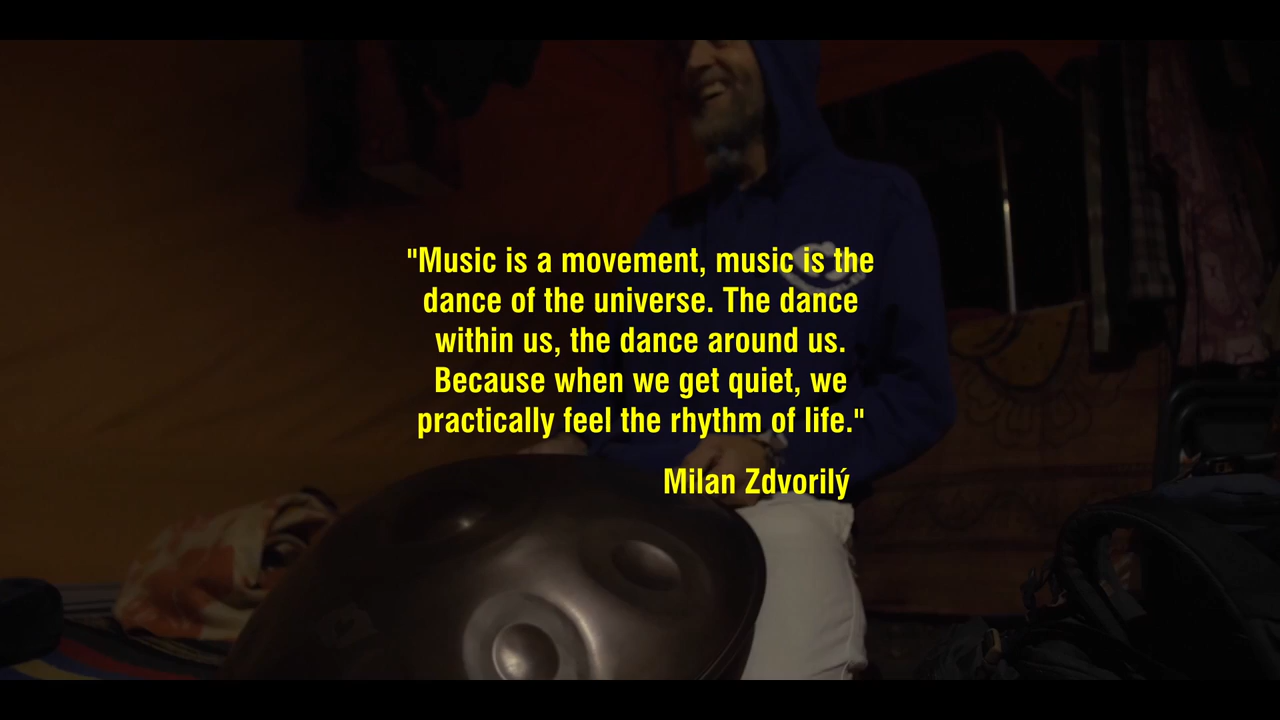 "Music is a movement, music is the
dance of the universe. The dance
within us, the dance around us.
Because when we get quiet, we
practically feel the rhythm of life."
Milan Zdvorilý